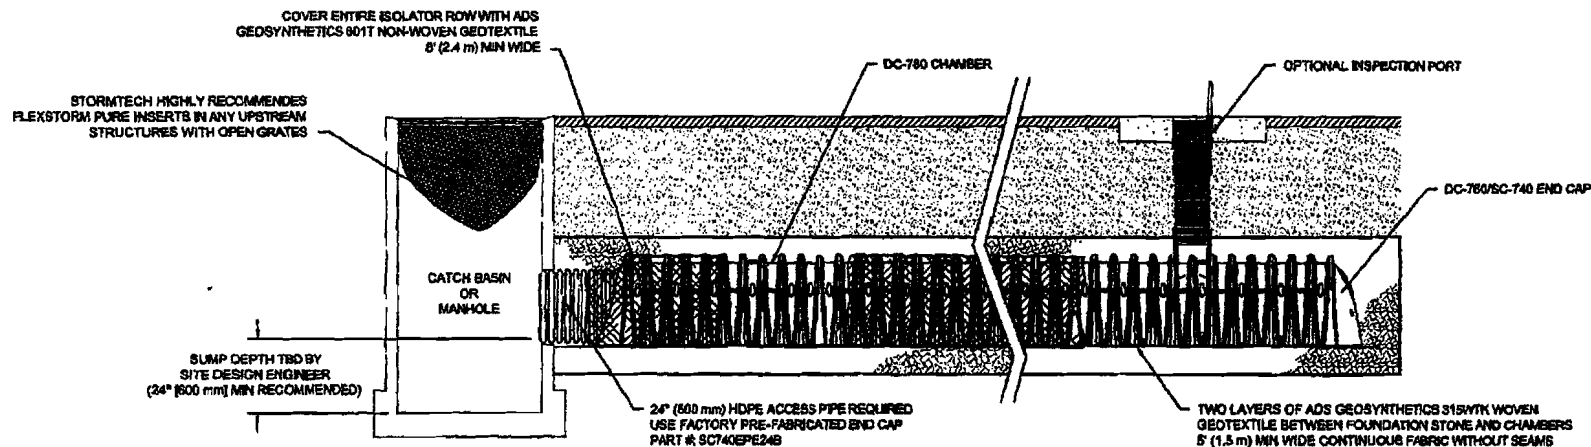 COVER ENTIRE ISOLATOR ROW WITH ADS
GEOSYNTHETICS 601T NON-WOVEN GEOTEXTILE
8' (2.4 m) MIN WIDE
DC-780 CHAMBER
OPTIONAL INSPECTION PORT
STORMTECH HIGHLY RECOMMENDES
FLEXSTORM PURE INSERTS IN ANY UPSTREAM
STRUCTURES WITH OPEN GRATES
DC-780/SC-740 END CAP
CATCH BASIN
OR
MANHOLE
SUMP DEPTH TBD BY
SITE DESIGN ENGINEER
(24" [600 mm] MIN RECOMMENDED)
24" (600 mm) HDPE ACCESS PIPE REQUIRED
USE FACTORY PRE-FABRICATED END CAP
PART #: SC740EPE24B
TWO LAYERS OF ADS GEOSYNTHETICS 315WTK WOVEN
GEOTEXTILE BETWEEN FOUNDATION STONE AND CHAMBERS
5' (1.5 m) MIN WIDE CONTINUOUS FABRIC WITHOUT SEAMS